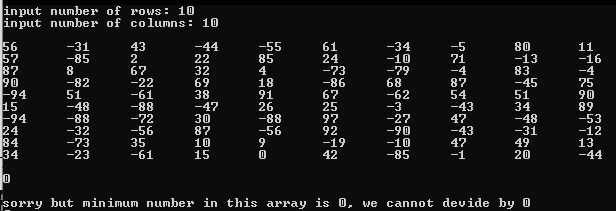 input number of rows: 10
input number of columns: 10
56 -31 43 -44 -55 61 -34 -5 80 11
57 -85 2 22 85 24 -10 71 -13 -16
87 8 67 32 4 -73 -79 -4 83 -4
90 -82 -22 69 18 -86 68 87 -45 75
-94 51 -61 38 91 67 -62 54 51 90
15 -48 -88 -47 26 25 -3 -43 34 89
-94 -88 -72 30 -88 97 -27 47 -48 -53
24 -32 -56 87 -56 92 -90 -43 -31 -12
84 -73 35 10 9 -19 -10 47 49 13
34 -23 -61 15 0 42 -85 -1 20 -44
0
sorry but minimum number in this array is 0, we cannot devide by 0